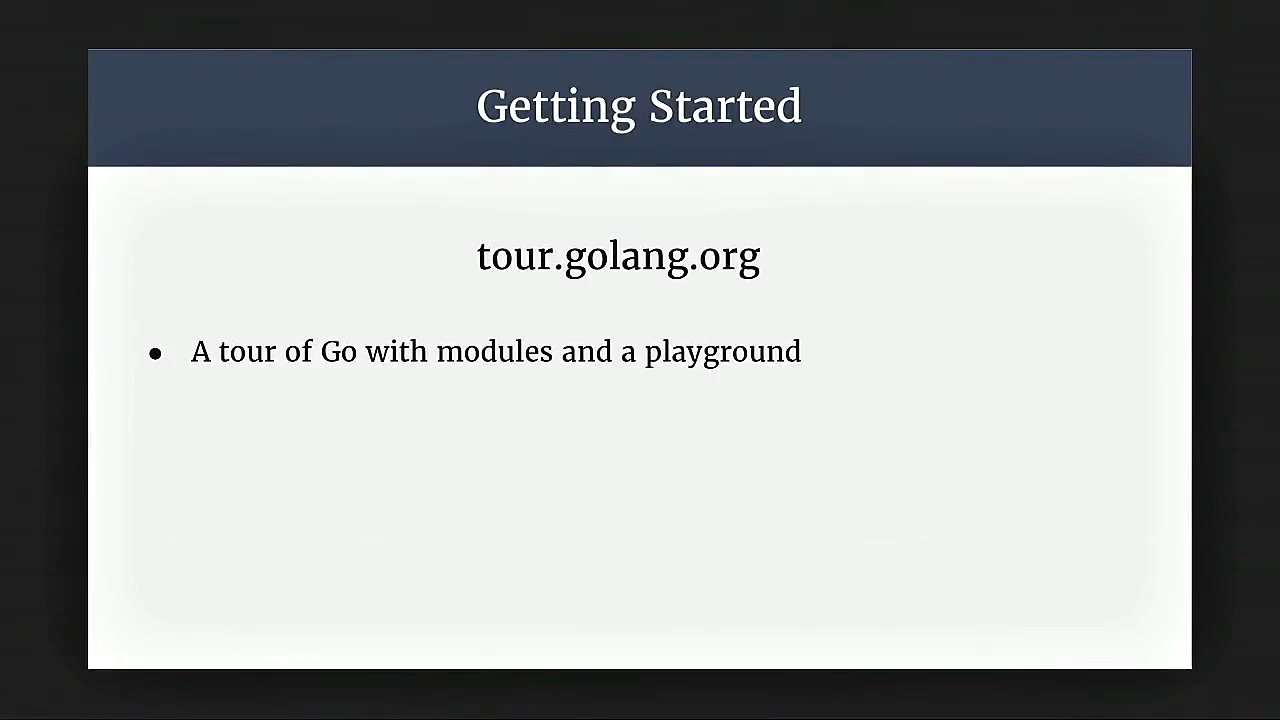 Getting Started
tour.golang.org
● A tour of Go with modules and a playground